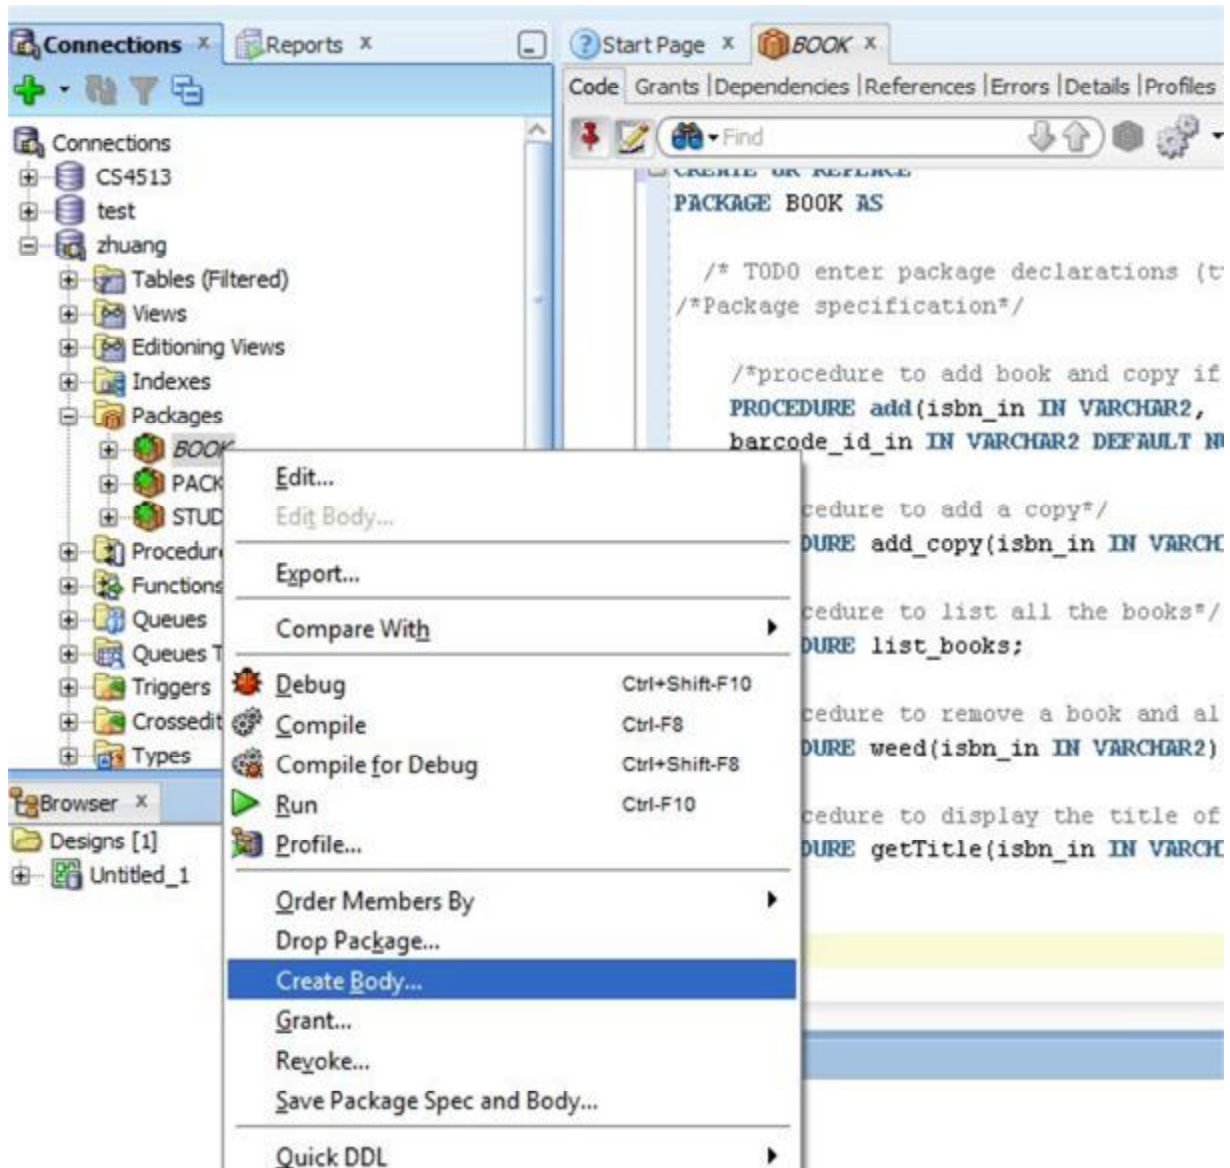 Connections x
Reports x
Start Page x
BOOK x
Code Grants |Dependencies |References |Errors |Details |Profiles
Find
Connections
CS4513
test
zhuang
Tables (Filtered)
Views
Editioning Views
Indexes
Packages
BOOK
PACK
STUD
Procedur
Functions
Queues
Queues T
Triggers
Crossedit
Types
Browser x
Designs [1]
Untitled_1
CREATE OR REPLACE
PACKAGE BOOK AS
/* TODO enter package declarations (t
/*Package specification*/
/*procedure to add book and copy if
PROCEDURE add(isbn_in IN VARCHAR2,
barcode_id_in IN VARCHAR2 DEFAULT NU
cedure to add a copy*/
DURE add_copy(isbn_in IN VARCH
cedure to list all the books*/
DURE list_books;
cedure to remove a book and al
DURE weed(isbn_in IN VARCHAR2)
cedure to display the title of
DURE getTitle(isbn_in IN VARCH
Edit...
Edit Body...
Export...
Compare With
Debug Ctrl+Shift-F10
Compile Ctrl-F8
Compile for Debug Ctrl+Shift-F8
Run Ctrl-F10
Profile...
Order Members By
Drop Package...
Create Body...
Grant...
Revoke...
Save Package Spec and Body...
Quick DDL